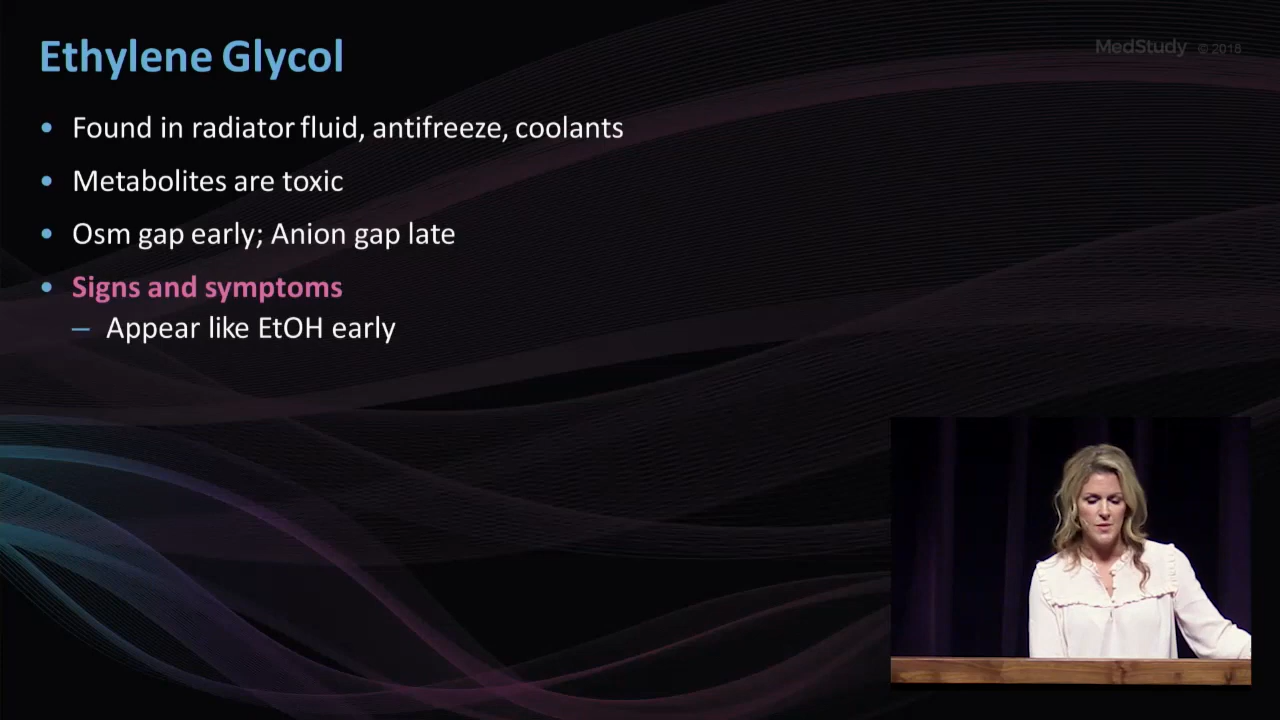 Ethylene Glycol
MedStudy © 2018
• Found in radiator fluid, antifreeze, coolants
• Metabolites are toxic
• Osm gap early; Anion gap late
• Signs and symptoms
– Appear like EtOH early